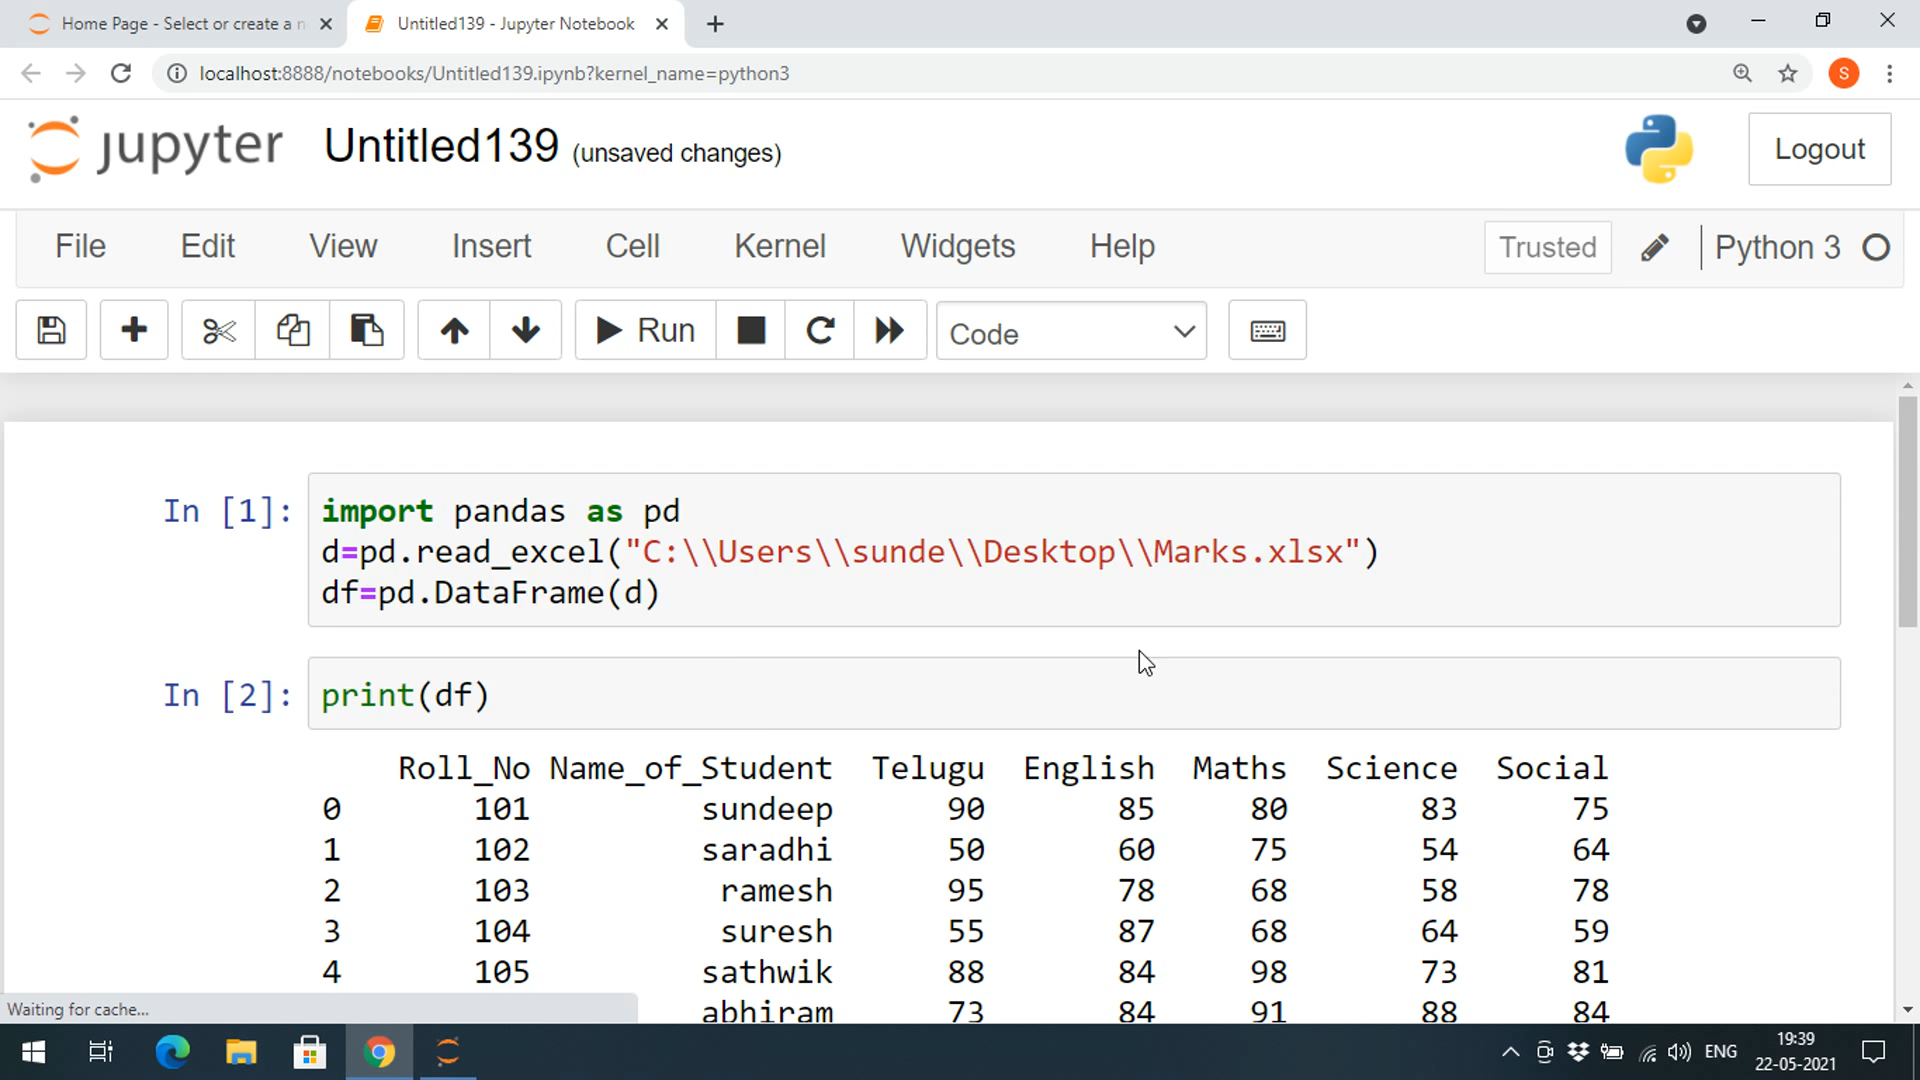 Home Page - Select or create a n
Untitled139 - Jupyter Notebook
localhost:8888/notebooks/Untitled139.ipynb?kernel_name=python3
S
jupyter Untitled139 (unsaved changes)
Logout
File Edit View Insert Cell Kernel Widgets Help
Trusted
Python 3
Run
Code
In [1]: import pandas as pd
d=pd.read_excel("C:\\Users\\sunde\\Desktop\\Marks.xlsx")
df=pd.DataFrame(d)
In [2]: print(df)
Roll_No Name_of_Student Telugu English Maths Science Social
0 101 sundeep 90 85 80 83 75
1 102 saradhi 50 60 75 54 64
2 103 ramesh 95 78 68 58 78
3 104 suresh 55 87 68 64 59
4 105 sathwik 88 84 98 73 81
abhiram 73 84 91 88 84
Waiting for cache...
ENG
19:39
22-05-2021